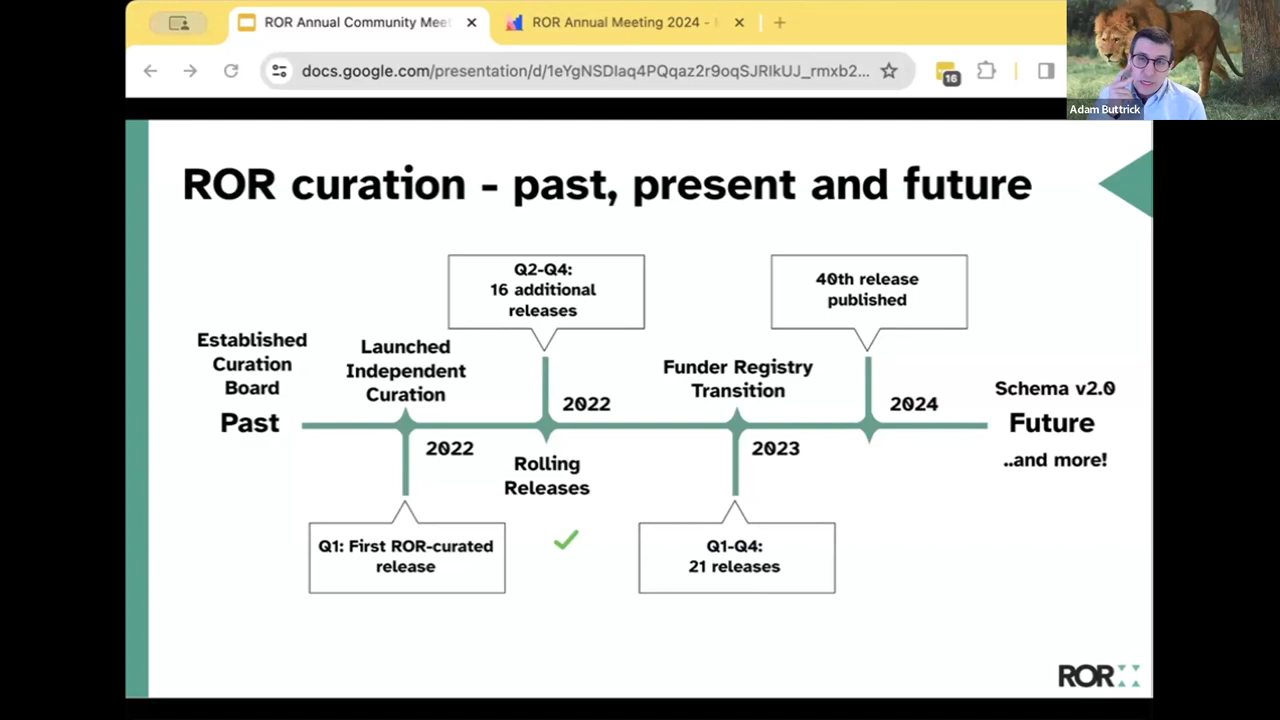 ROR Annual Community Meet
ROR Annual Meeting 2024 -
docs.google.com/presentation/d/1eYgNSDIaq4PQqaz2r9oqSJRIkUJ_rmxb2...
16
Adam Buttrick
ROR curation - past, present and future
Q2-Q4:
16 additional
releases
40th release
published
Established
Curation
Board
Past
Launched
Independent
Curation
2022
2022
Rolling
Releases
Funder Registry
Transition
2023
2024
Schema v2.0
Future
..and more!
Q1: First ROR-curated
release
Q1-Q4:
21 releases
ROR